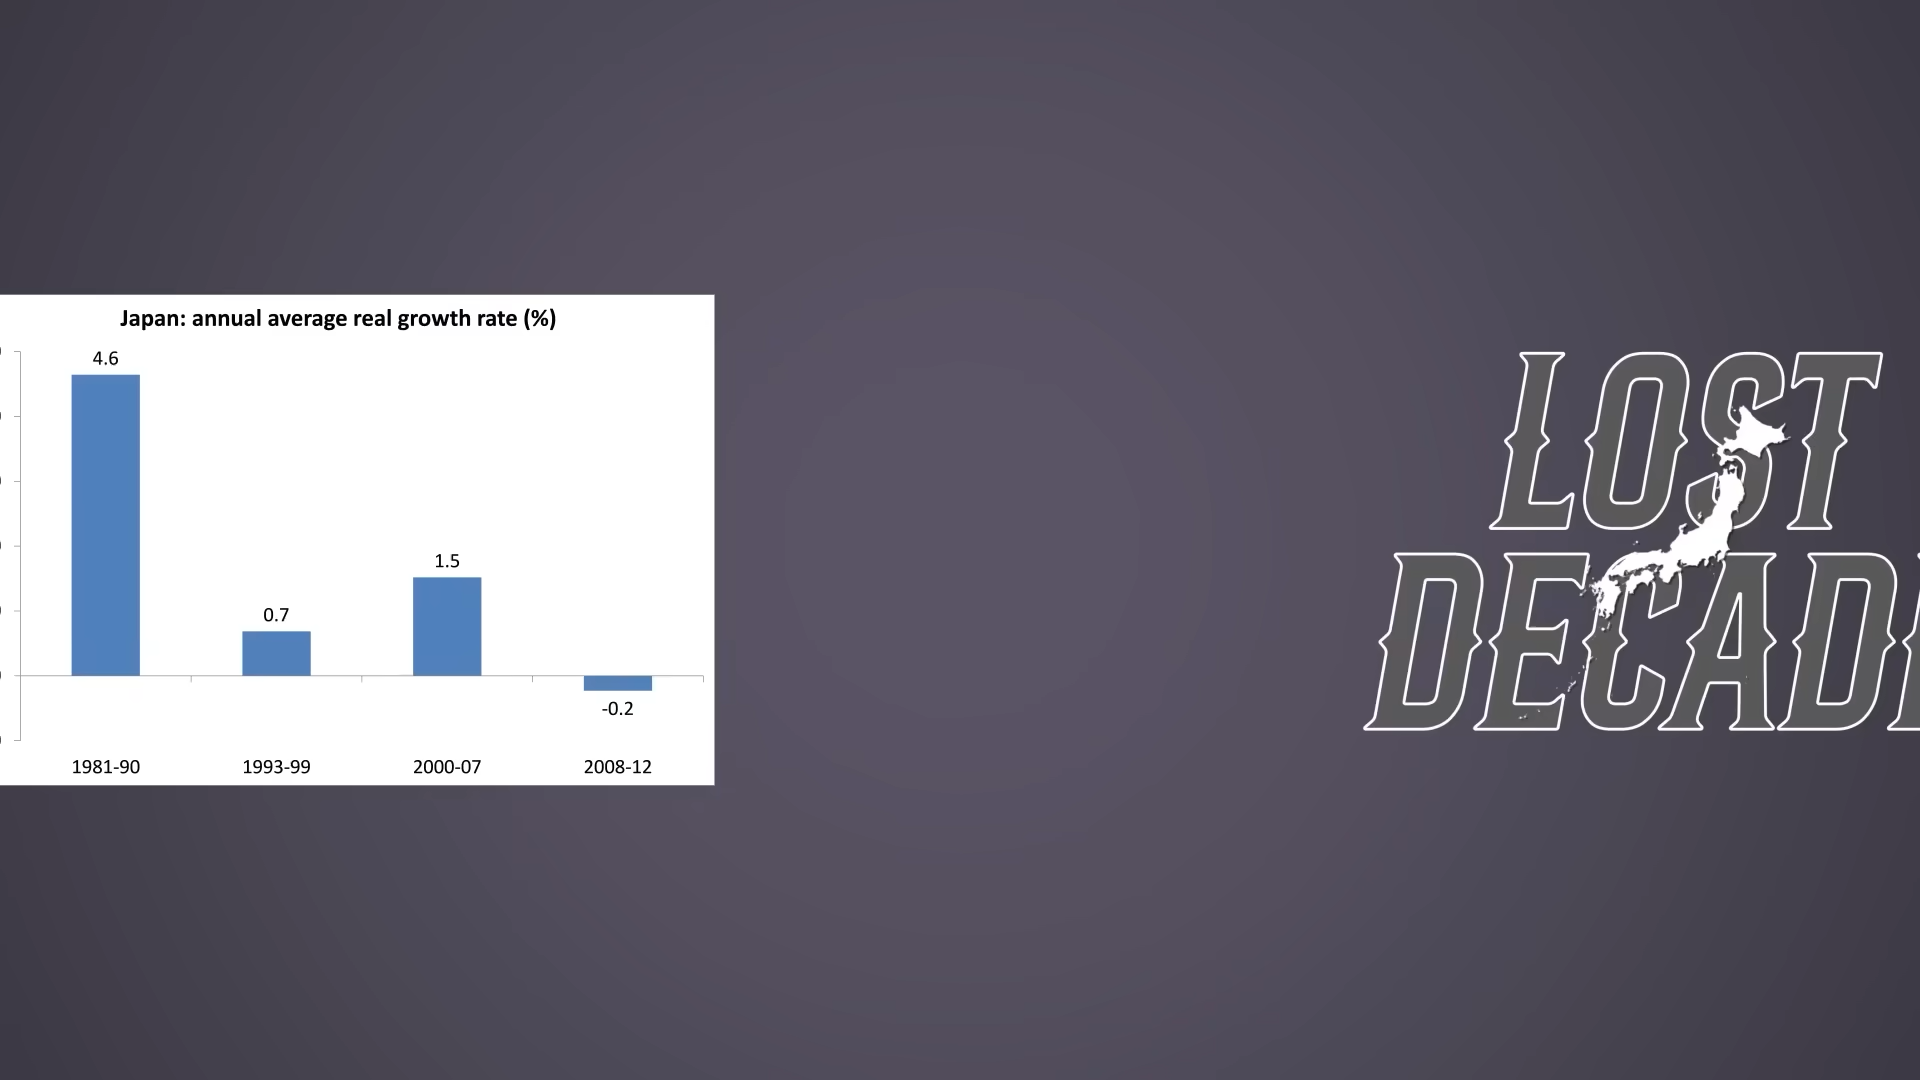 Japan: annual average real growth rate (%)
4.6
0.7
1.5
-0.2
1981-90
1993-99
2000-07
2008-12
LOST
DECAD